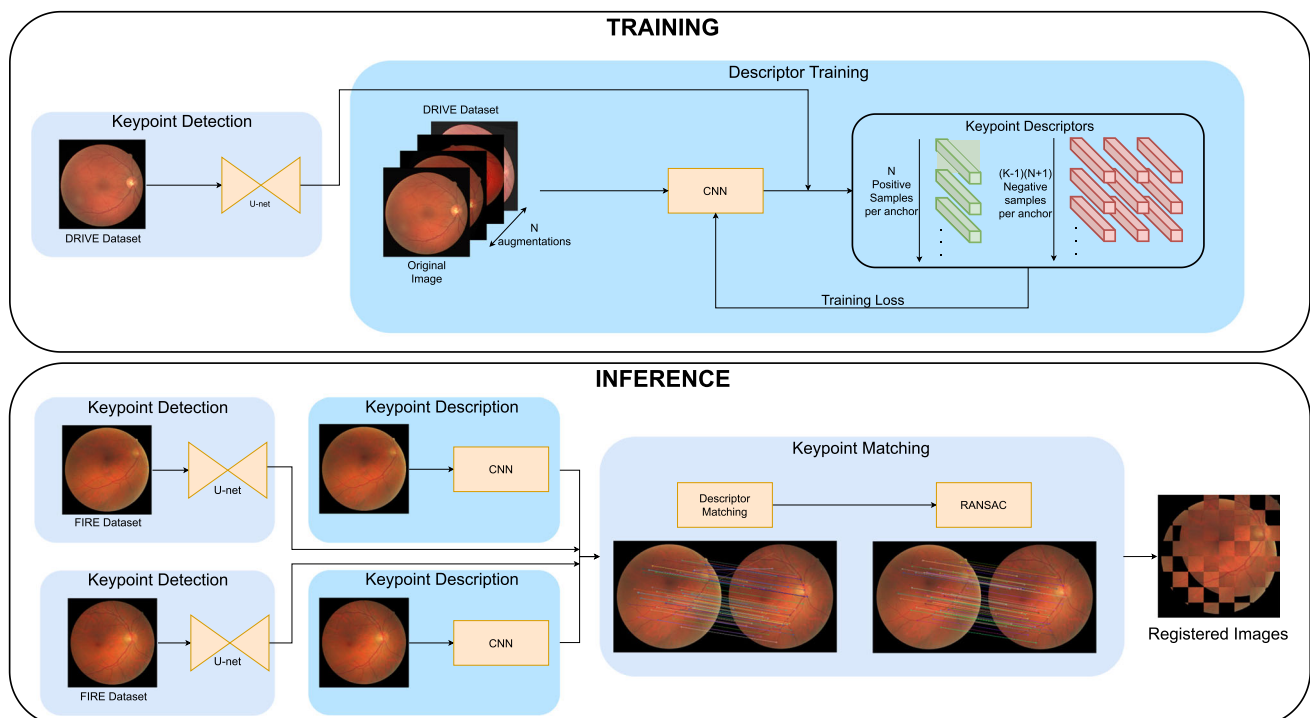 TRAINING
Keypoint Detection
U-net
DRIVE Dataset
Descriptor Training
DRIVE Dataset
N
augmentations
Original
Image
CNN
Keypoint Descriptors
N
Positive
Samples
per anchor
(K-1)(N+1)
Negative
samples
per anchor
Training Loss
INFERENCE
Keypoint Detection
U-net
FIRE Dataset
Keypoint Description
CNN
Keypoint Detection
U-net
FIRE Dataset
Keypoint Description
CNN
Keypoint Matching
Descriptor
Matching
RANSAC
Registered Images